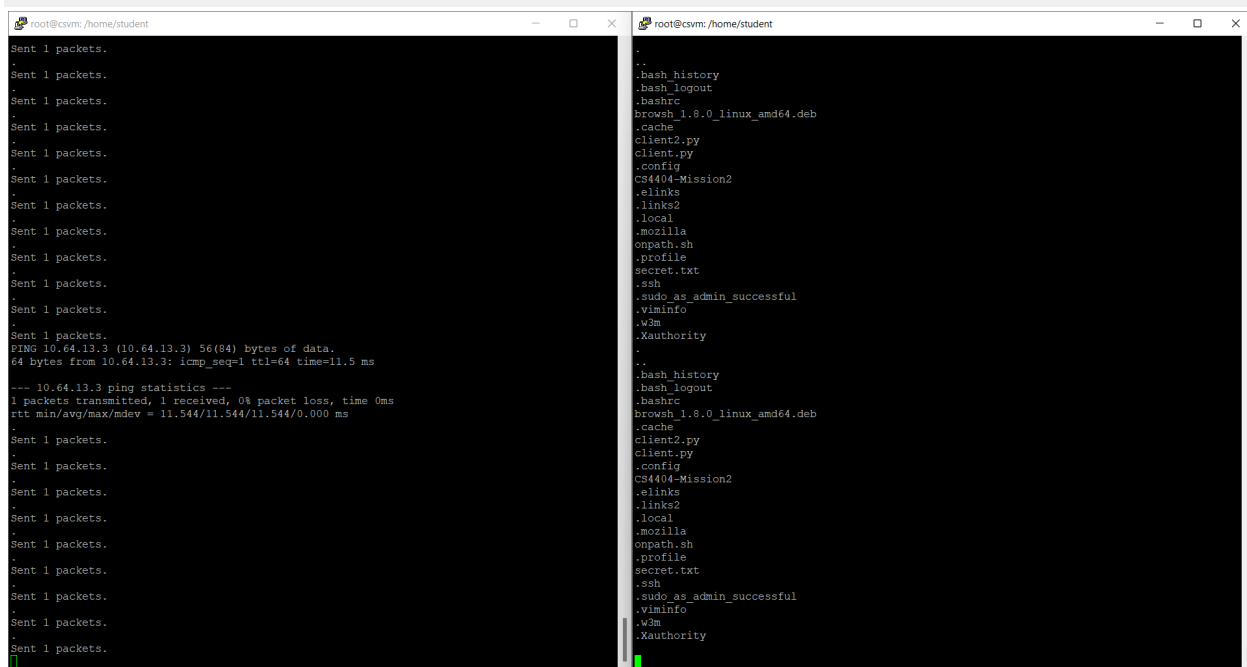 root@csvm: /home/student
Sent 1 packets.
.
Sent 1 packets.
.
Sent 1 packets.
.
Sent 1 packets.
.
Sent 1 packets.
.
Sent 1 packets.
.
Sent 1 packets.
.
Sent 1 packets.
.
Sent 1 packets.
.
Sent 1 packets.
.
Sent 1 packets.
.
Sent 1 packets.
PING 10.64.13.3 (10.64.13.3) 56(84) bytes of data.
64 bytes from 10.64.13.3: icmp_seq=1 ttl=64 time=11.5 ms
--- 10.64.13.3 ping statistics ---
1 packets transmitted, 1 received, 0% packet loss, time 0ms
rtt min/avg/max/mdev = 11.544/11.544/11.544/0.000 ms
.
Sent 1 packets.
.
Sent 1 packets.
.
Sent 1 packets.
.
Sent 1 packets.
.
Sent 1 packets.
.
Sent 1 packets.
.
Sent 1 packets.
.
Sent 1 packets.
.
Sent 1 packets.
root@csvm: /home/student
.
..
.bash_history
.bash_logout
.bashrc
browsh_1.8.0_linux_amd64.deb
.cache
client2.py
client.py
.config
CS4404-Mission2
.elinks
.links2
.local
.mozilla
onpath.sh
.profile
secret.txt
.ssh
.sudo_as_admin_successful
.viminfo
.w3m
.Xauthority
.
..
.bash_history
.bash_logout
.bashrc
browsh_1.8.0_linux_amd64.deb
.cache
client2.py
client.py
.config
CS4404-Mission2
.elinks
.links2
.local
.mozilla
onpath.sh
.profile
secret.txt
.ssh
.sudo_as_admin_successful
.viminfo
.w3m
.Xauthority